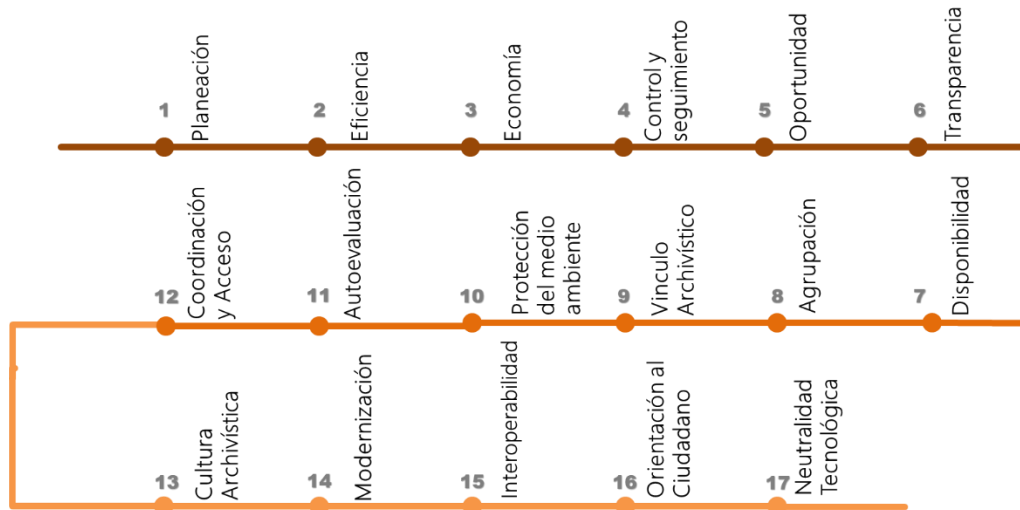 1
Planeación
2
Eficiencia
3
Economía
4
Control y
seguimiento
5
Oportunidad
6
Transparencia
7
Disponibilidad
8
Agrupación
9
Vinculo
Archivístico
10
Protección
del medio
ambiente
11
Autoevaluación
12
Coordinación
y Acceso
13
Cultura
Archivística
14
Modernización
15
Interoperabilidad
16
Orientación al
Ciudadano
17
Neutralidad
Tecnológica